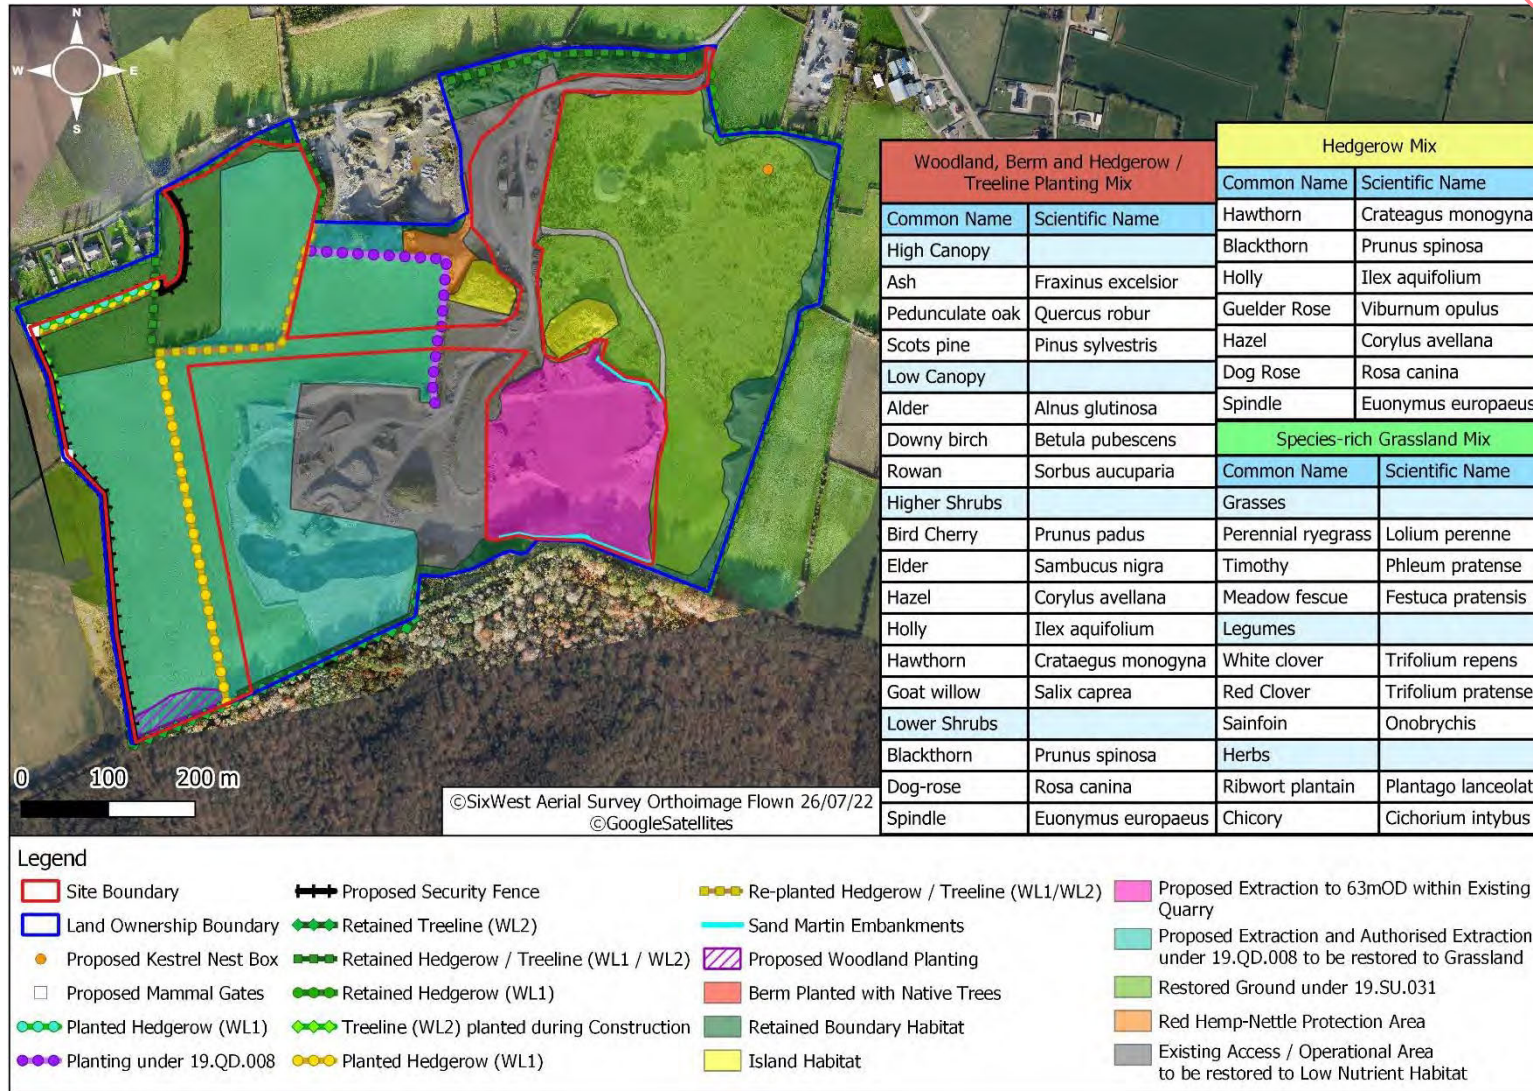 N
W
E
S
0 100 200 m
©SixWest Aerial Survey Orthoimage Flown 26/07/22
©GoogleSatellites
Woodland, Berm and Hedgerow /
Treeline Planting Mix
Common Name Scientific Name
High Canopy
Ash Fraxinus excelsior
Pedunculate oak Quercus robur
Scots pine Pinus sylvestris
Low Canopy
Alder Alnus glutinosa
Downy birch Betula pubescens
Rowan Sorbus aucuparia
Higher Shrubs
Bird Cherry Prunus padus
Elder Sambucus nigra
Hazel Corylus avellana
Holly Ilex aquifolium
Hawthorn Crataegus monogyna
Goat willow Salix caprea
Lower Shrubs
Blackthorn Prunus spinosa
Dog-rose Rosa canina
Spindle Euonymus europaeus
Hedgerow Mix
Common Name Scientific Name
Hawthorn Crateagus monogyna
Blackthorn Prunus spinosa
Holly Ilex aquifolium
Guelder Rose Viburnum opulus
Hazel Corylus avellana
Dog Rose Rosa canina
Spindle Euonymus europaeus
Species-rich Grassland Mix
Common Name Scientific Name
Grasses
Perennial ryegrass Lolium perenne
Timothy Phleum pratense
Meadow fescue Festuca pratensis
Legumes
White clover Trifolium repens
Red Clover Trifolium pratense
Sainfoin Onobrychis
Herbs
Ribwort plantain Plantago lanceolat
Chicory Cichorium intybus
Legend
Site Boundary
Land Ownership Boundary
Proposed Kestrel Nest Box
Proposed Mammal Gates
Planted Hedgerow (WL1)
Planting under 19.QD.008
Proposed Security Fence
Retained Treeline (WL2)
Retained Hedgerow / Treeline (WL1 / WL2)
Retained Hedgerow (WL1)
Treeline (WL2) planted during Construction
Planted Hedgerow (WL1)
Re-planted Hedgerow / Treeline (WL1/WL2)
Sand Martin Embankments
Proposed Woodland Planting
Berm Planted with Native Trees
Retained Boundary Habitat
Island Habitat
Proposed Extraction to 63mOD within Existing
Quarry
Proposed Extraction and Authorised Extraction
under 19.QD.008 to be restored to Grassland
Restored Ground under 19.SU.031
Red Hemp-Nettle Protection Area
Existing Access / Operational Area
to be restored to Low Nutrient Habitat